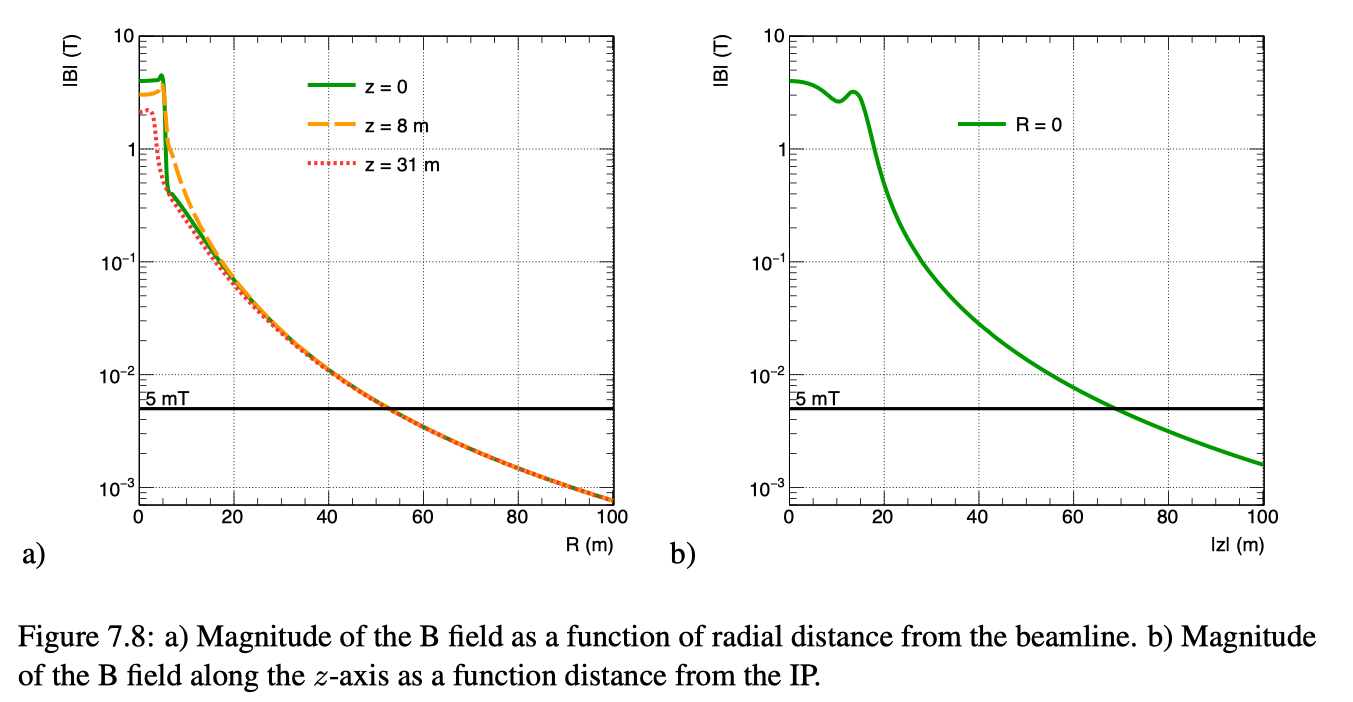 |B| (T)
10
1
10⁻¹
10⁻²
10⁻³
z = 0
z = 8 m
z = 31 m
5 mT
0 20 40 60 80 100
R (m)
a)
|B| (T)
10
1
10⁻¹
10⁻²
10⁻³
R = 0
5 mT
0 20 40 60 80 100
|z| (m)
b)
Figure 7.8: a) Magnitude of the B field as a function of radial distance from the beamline. b) Magnitude
of the B field along the z-axis as a function distance from the IP.